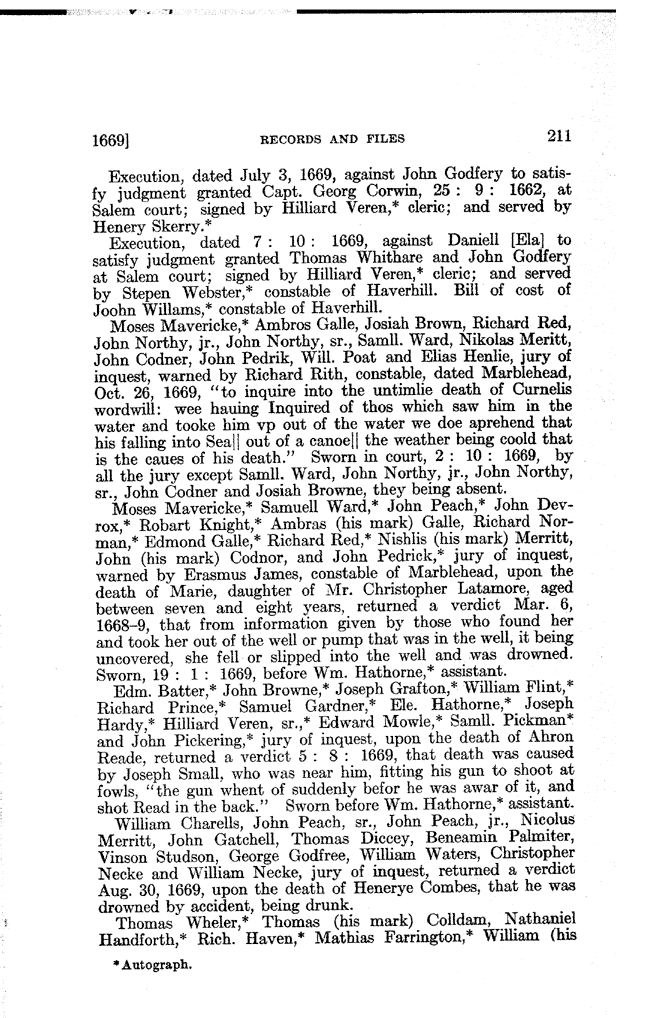 1669] RECORDS AND FILES 211
Execution, dated July 3, 1669, against John Godfery to satis-
fy judgment granted Capt. Georg Corwin, 25 : 9 : 1662, at
Salem court; signed by Hilliard Veren,* cleric; and served by
Henery Skerry.*
Execution, dated 7 : 10 : 1669, against Daniell [Ela] to
satisfy judgment granted Thomas Whithare and John Godfery
at Salem court; signed by Hilliard Veren,* cleric; and served
by Stepen Webster,* constable of Haverhill. Bill of cost of
Joohn Willams,* constable of Haverhill.
Moses Mavericke,* Ambros Galle, Josiah Brown, Richard Red,
John Northy, jr., John Northy, sr., Samll. Ward, Nikolas Meritt,
John Codner, John Pedrik, Will. Poat and Elias Henlie, jury of
inquest, warned by Richard Rith, constable, dated Marblehead,
Oct. 26, 1669, "to inquire into the untimlie death of Curnelis
wordwill: wee hauing Inquired of thos which saw him in the
water and tooke him vp out of the water we doe aprehend that
his falling into Sea|| out of a canoe|| the weather being coold that
is the caues of his death." Sworn in court, 2 : 10 : 1669, by
all the jury except Samll. Ward, John Northy, jr., John Northy,
sr., John Codner and Josiah Browne, they being absent.
Moses Mavericke,* Samuell Ward,* John Peach,* John Dev-
rox,* Robart Knight,* Ambras (his mark) Galle, Richard Nor-
man,* Edmond Galle,* Richard Red,* Nishlis (his mark) Merritt,
John (his mark) Codnor, and John Pedrick,* jury of inquest,
warned by Erasmus James, constable of Marblehead, upon the
death of Marie, daughter of Mr. Christopher Latamore, aged
between seven and eight years, returned a verdict Mar. 6,
1668-9, that from information given by those who found her
and took her out of the well or pump that was in the well, it being
uncovered, she fell or slipped into the well and was drowned.
Sworn, 19 : 1 : 1669, before Wm. Hathorne,* assistant.
Edm. Batter,* John Browne,* Joseph Grafton,* William Flint,*
Richard Prince,* Samuel Gardner,* Ele. Hathorne,* Joseph
Hardy,* Hilliard Veren, sr.,* Edward Mowle,* Samll. Pickman*
and John Pickering,* jury of inquest, upon the death of Ahron
Reade, returned a verdict 5 : 8 : 1669, that death was caused
by Joseph Small, who was near him, fitting his gun to shoot at
fowls, "the gun whent of suddenly befor he was awar of it, and
shot Read in the back." Sworn before Wm. Hathorne,* assistant.
William Charells, John Peach, sr., John Peach, jr., Nicolus
Merritt, John Gatchell, Thomas Diccey, Beneamin Palmiter,
Vinson Studson, George Godfree, William Waters, Christopher
Necke and William Necke, jury of inquest, returned a verdict
Aug. 30, 1669, upon the death of Henerye Combes, that he was
drowned by accident, being drunk.
Thomas Wheler,* Thomas (his mark) Colldam, Nathaniel
Handforth,* Rich. Haven,* Mathias Farrington,* William (his
*Autograph.